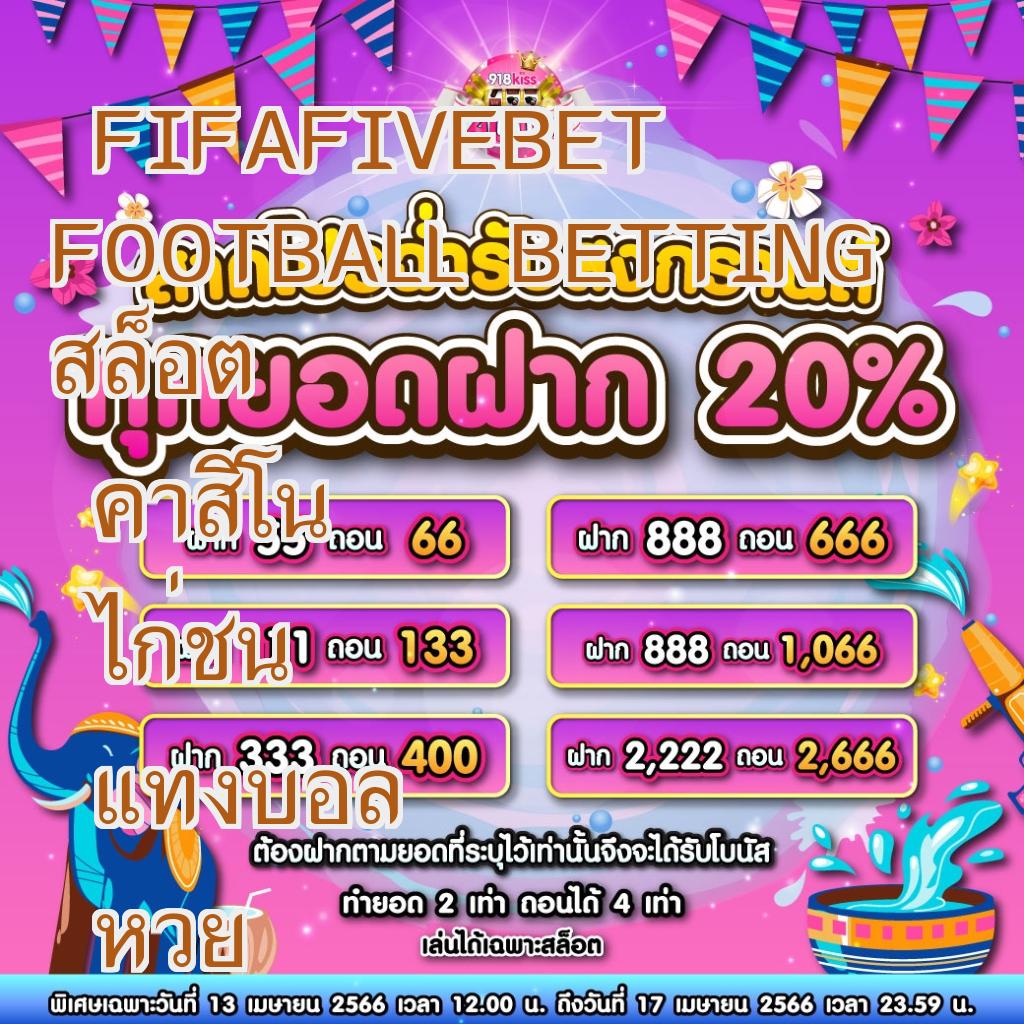 918kiss
FIFAFIVEBET
FOOTBALL BETTING
สล็อต
ทุกยอดฝาก 20%
คาสิโน
ถอน 66
ฝาก 888 ถอน 666
ไก่ชน
ถอน 133
ฝาก 888 ถอน 1,066
ฝาก 333 ถอน 400
ฝาก 2,222 ถอน 2,666
แทงบอล
ต้องฝากตามยอดที่ระบุไว้เท่านั้นจึงจะได้รับโบนัส
ทำยอด 2 เท่า ถอนได้ 4 เท่า
หวย
เล่นได้เฉพาะสล็อต
พิเศษเฉพาะวันที่ 13 เมษายน 2566 เวลา 12.00 น. ถึงวันที่ 17 เมษายน 2566 เวลา 23.59 น.